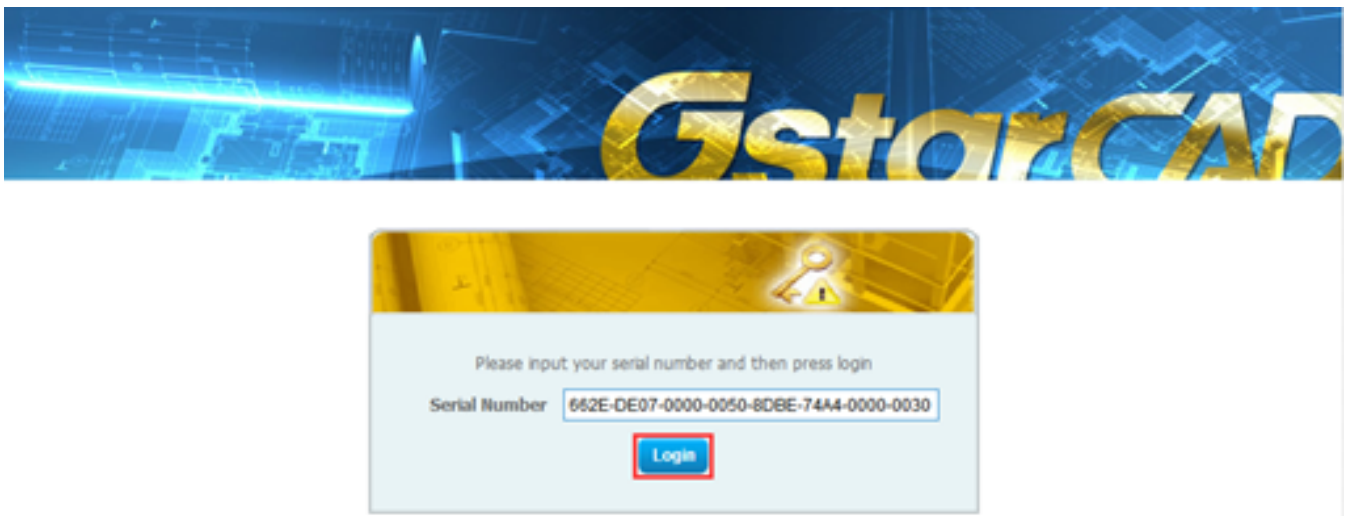 GstarCAD
Please input your serial number and then press login
Serial Number 662E-DE07-0000-0050-8DBE-74A4-0000-0030
Login